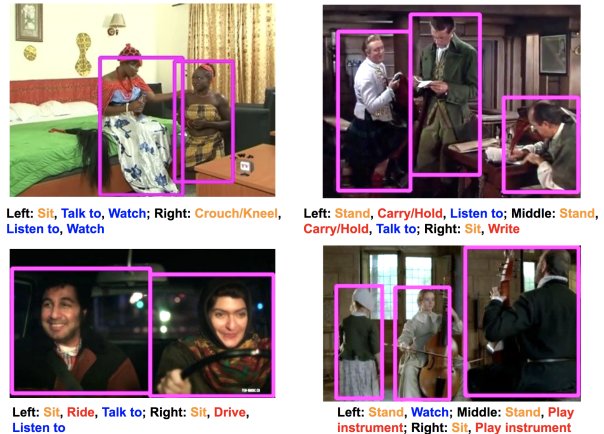 Left: Sit, Talk to, Watch; Right: Crouch/Kneel,
Listen to, Watch
Left: Stand, Carry/Hold, Listen to; Middle: Stand,
Carry/Hold, Talk to; Right: Sit, Write
Left: Sit, Ride, Talk to; Right: Sit, Drive,
Listen to
Left: Stand, Watch; Middle: Stand, Play
instrument; Right: Sit, Play instrument